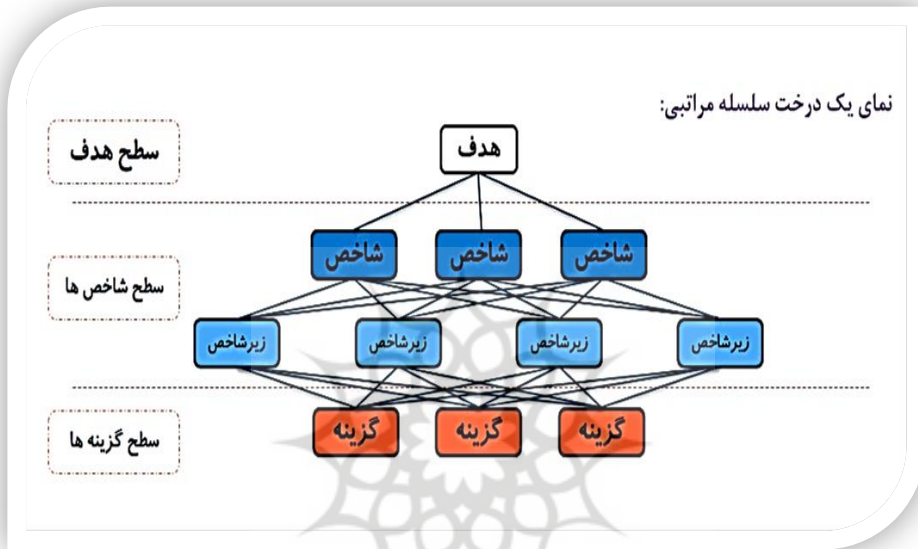 نمای یک درخت سلسله مراتبی:
هدف
سطح هدف
شاخص
شاخص
شاخص
سطح شاخص ها
زیرشاخص
زیرشاخص
زیرشاخص
زیرشاخص
گزینه
گزینه
گزینه
سطح گزینه ها